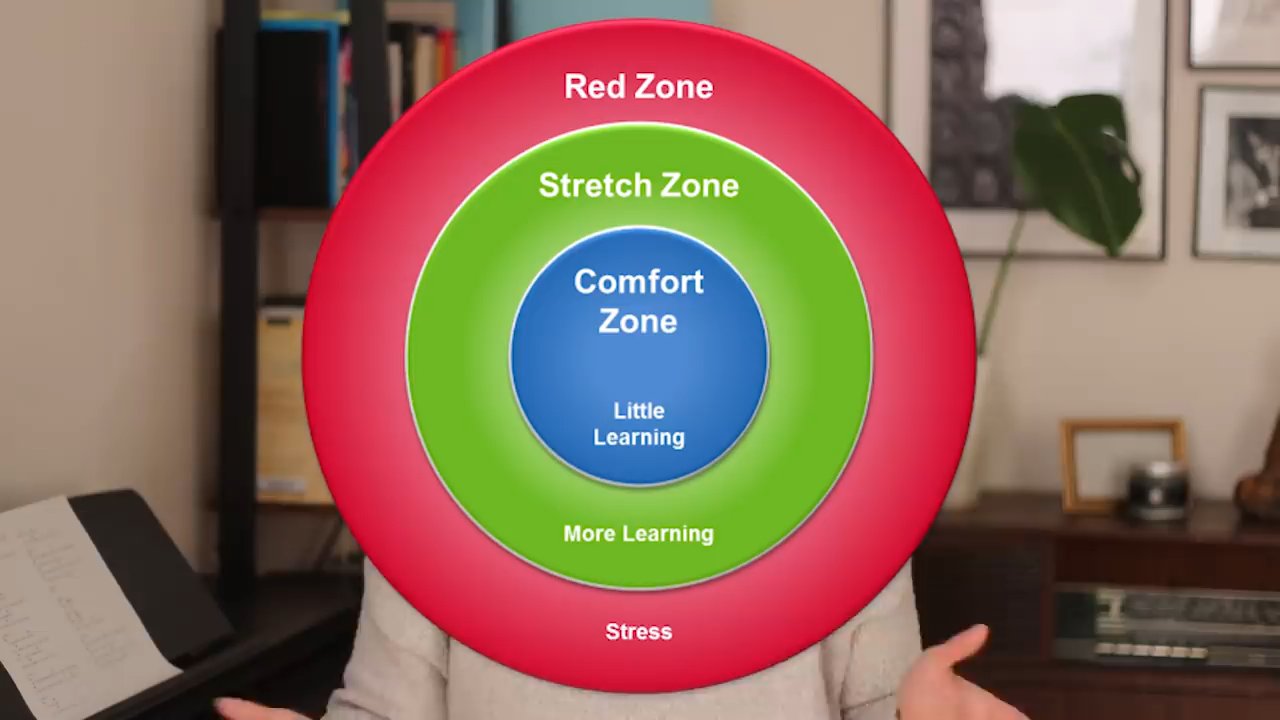 Red Zone
Stretch Zone
Comfort
Zone
Little
Learning
More Learning
Stress